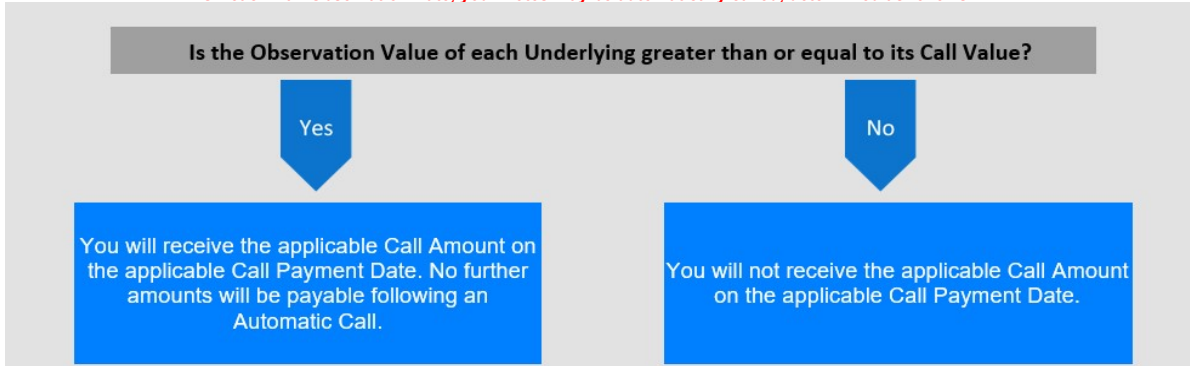 Is the Observation Value of each Underlying greater than or equal to its Call Value?
Yes
No
You will receive the applicable Call Amount on
the applicable Call Payment Date. No further
amounts will be payable following an
Automatic Call.
You will not receive the applicable Call Amount
on the applicable Call Payment Date.